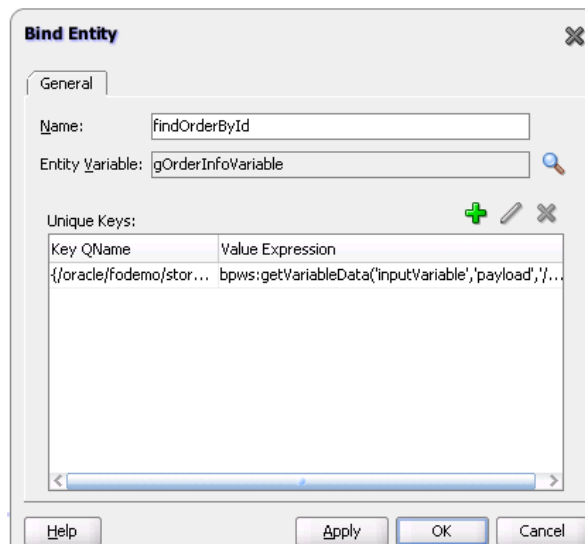 Bind Entity
General
Name: findOrderById
Entity Variable: gOrderInfoVariable
Unique Keys:
Key QName Value Expression
{/oracle/fodemo/stor... bpws:getVariableData('inputVariable','payload','/...
Help Apply OK Cancel